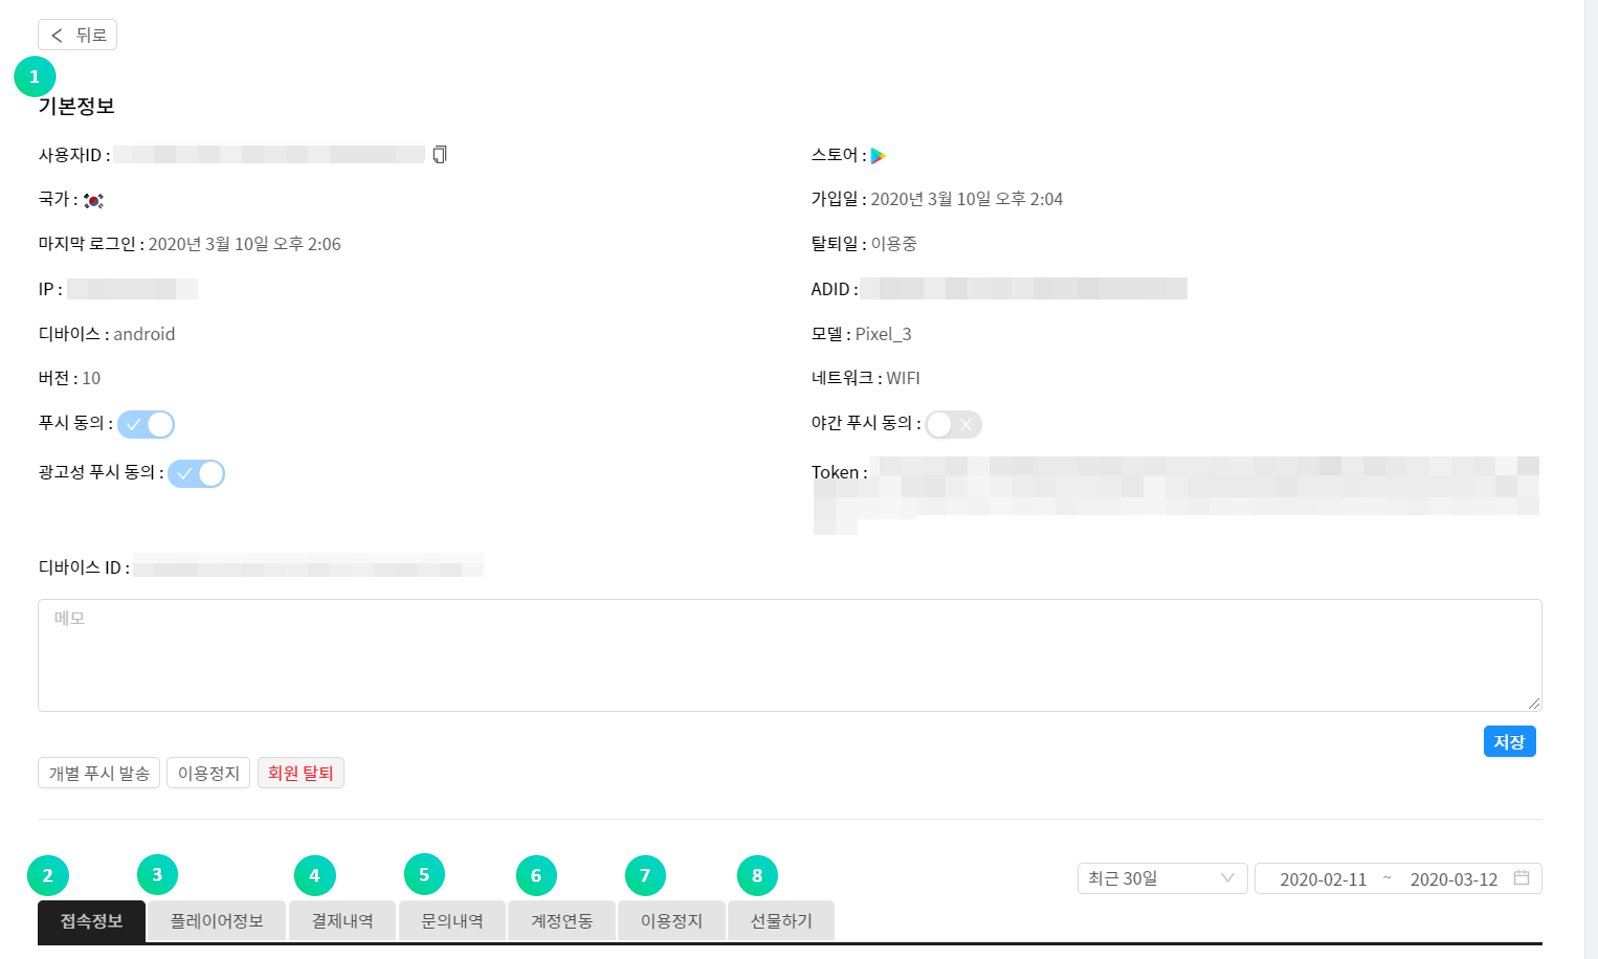 뒤로
1
기본정보
사용자ID :
스토어 :
국가 :
가입일 : 2020년 3월 10일 오후 2:04
마지막 로그인 : 2020년 3월 10일 오후 2:06
탈퇴일 : 이용중
IP :
ADID :
디바이스 : android
모델 : Pixel_3
버전 : 10
네트워크 : WIFI
푸시 동의 :
야간 푸시 동의 :
광고성 푸시 동의 :
Token :
디바이스 ID :
메모
저장
개별 푸시 발송 이용정지 회원 탈퇴
2 3 4 5 6 7 8
최근 30일 2020-02-11 ~ 2020-03-12
접속정보 플레이어정보 결제내역 문의내역 계정연동 이용정지 선물하기